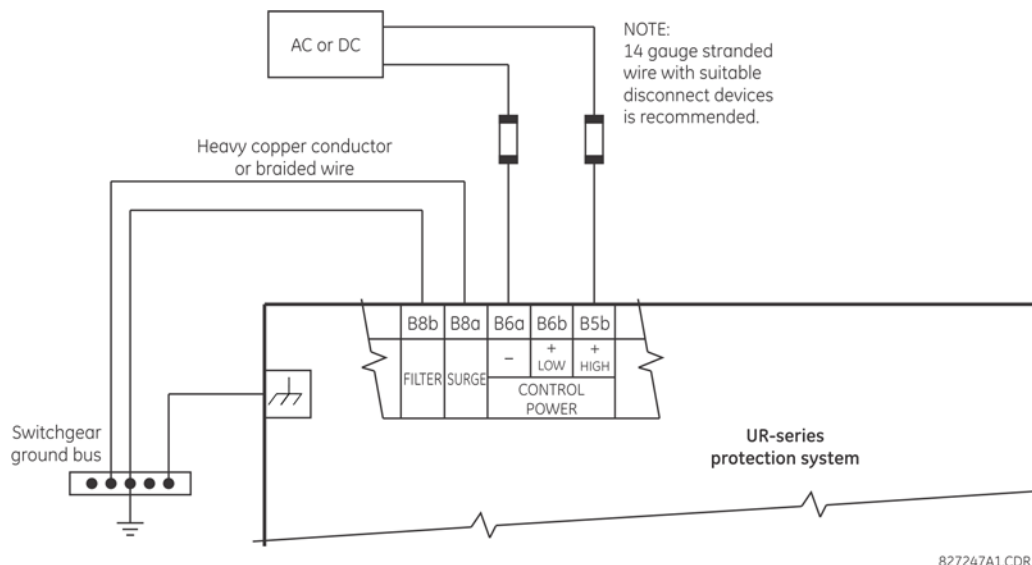 AC or DC
NOTE:
14 gauge stranded
wire with suitable
disconnect devices
is recommended.
Heavy copper conductor
or braided wire
B8b B8a B6a B6b B5b
FILTER SURGE – + LOW + HIGH
CONTROL
POWER
Switchgear
ground bus
UR-series
protection system
827247A1.CDR